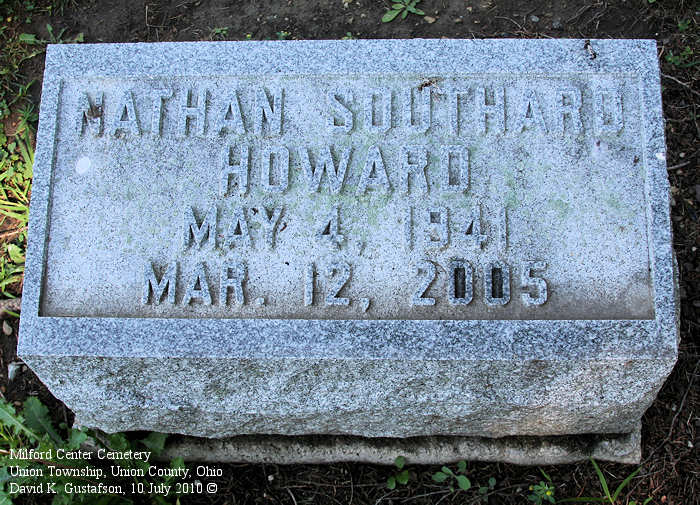 NATHAN SOUTHARD
HOWARD
MAY 4, 1941
MAR. 12, 2005
Milford Center Cemetery
Union Township, Union County, Ohio
David K. Gustafson, 10 July 2010 ©